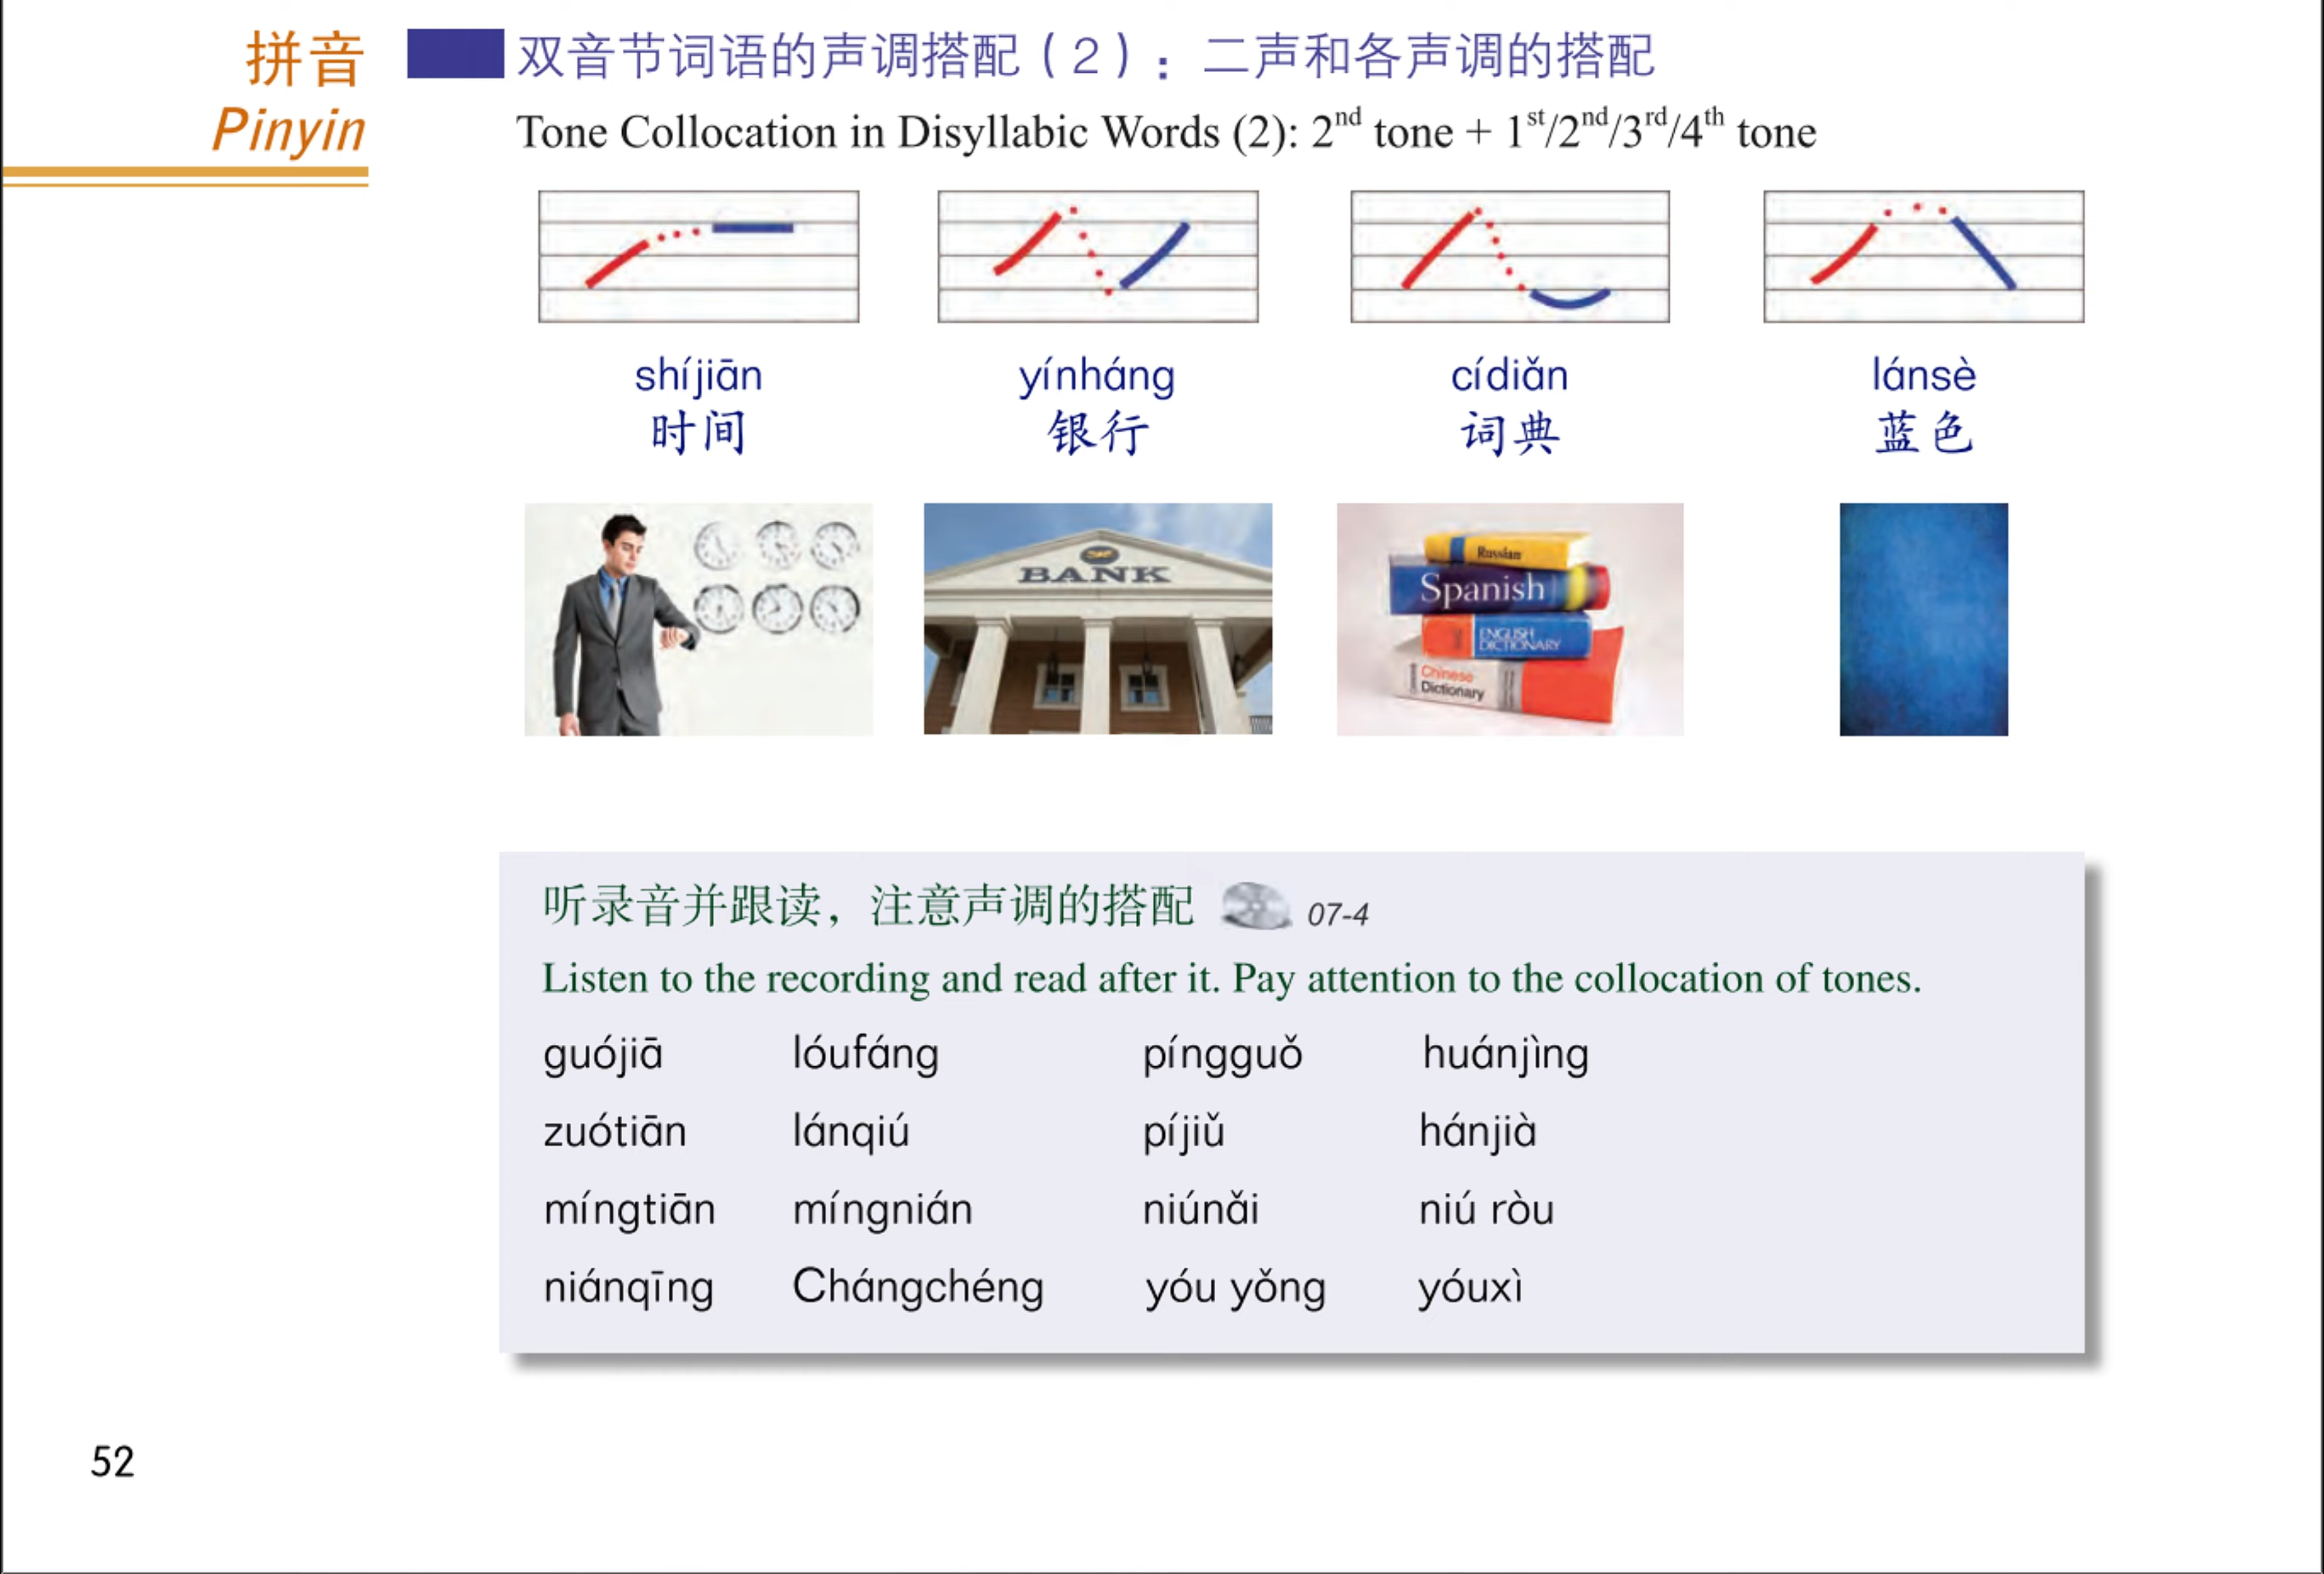 拼音
Pinyin
双音节词语的声调搭配（2）：二声和各声调的搭配
Tone Collocation in Disyllabic Words (2): 2nd tone + 1st/2nd/3rd/4th tone
shíjiān yínháng cídiǎn lánsè
时间 银行 词典 蓝色
BANK
Russian
Spanish
ENGLISH
DICTIONARY
Chinese
Dictionary
听录音并跟读，注意声调的搭配 07-4
Listen to the recording and read after it. Pay attention to the collocation of tones.
guójiā lóufáng píngguǒ huánjìng
zuótiān lánqiú píjiǔ hánjià
míngtiān míngnián niúnǎi niú ròu
niánqīng Chángchéng yóu yǒng yóuxì
52